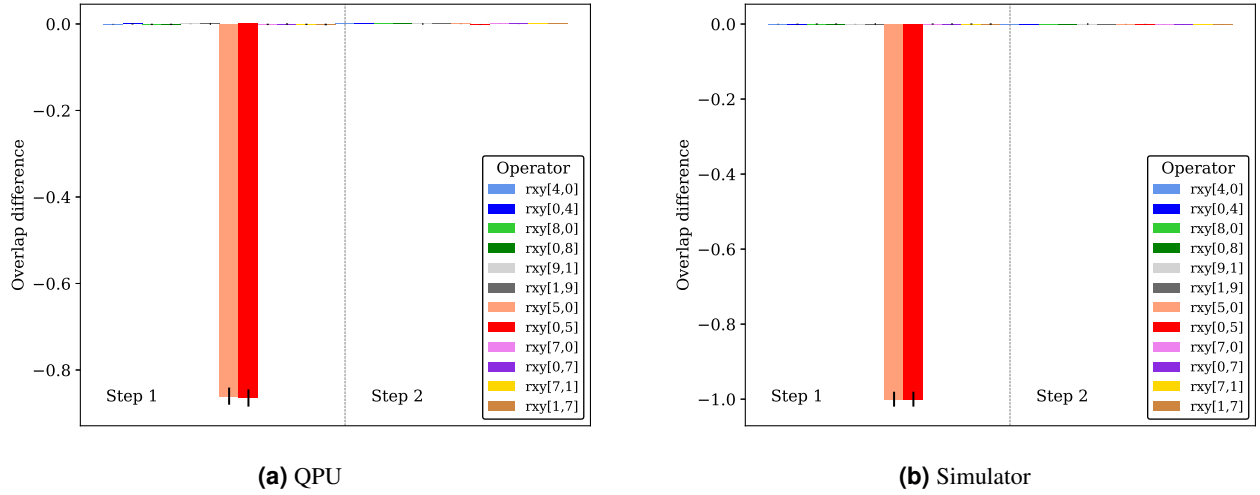 0.0
−0.2
−0.4
−0.6
−0.8
Overlap difference
Step 1
Step 2
Operator
rxy[4,0]
rxy[0,4]
rxy[8,0]
rxy[0,8]
rxy[9,1]
rxy[1,9]
rxy[5,0]
rxy[0,5]
rxy[7,0]
rxy[0,7]
rxy[7,1]
rxy[1,7]
(a) QPU
0.0
−0.2
−0.4
−0.6
−0.8
−1.0
Overlap difference
Step 1
Step 2
Operator
rxy[4,0]
rxy[0,4]
rxy[8,0]
rxy[0,8]
rxy[9,1]
rxy[1,9]
rxy[5,0]
rxy[0,5]
rxy[7,0]
rxy[0,7]
rxy[7,1]
rxy[1,7]
(b) Simulator